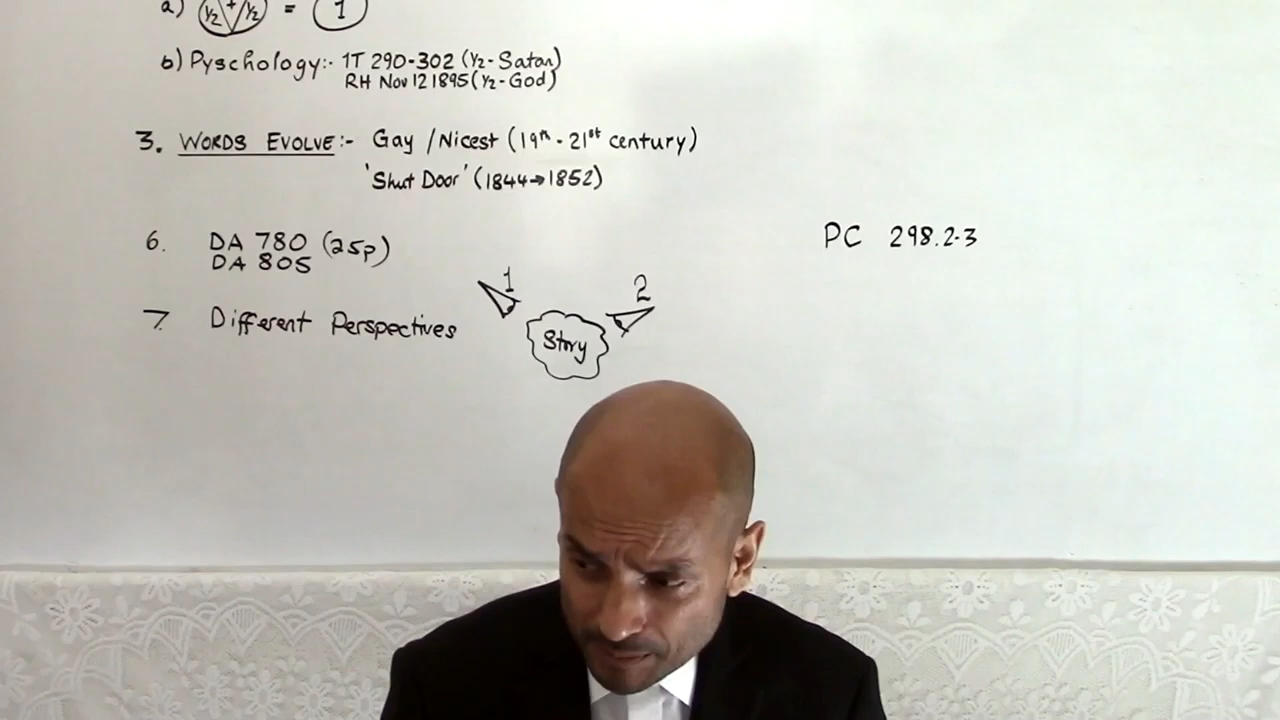 a) ½ + ½ = 1
b) Pyschology:- 1T 290-302 (½-Satan)
RH Nov 12 1895 (½-God)
3. WORDS EVOLVE:- Gay / Nicest (19th - 21st century)
'Shut Door' (1844→1852)
6. DA 780 (25p)
DA 805
PC 298.2-3
7. Different Perspectives
1
2
Story